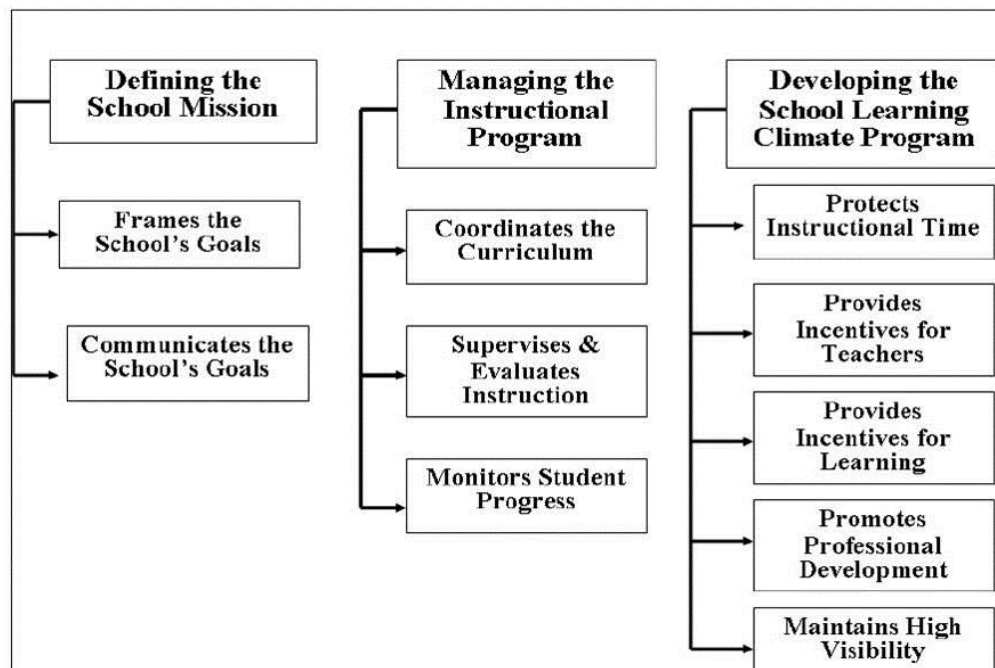 Defining the
School Mission
Frames the
School's Goals
Communicates the
School's Goals
Managing the
Instructional
Program
Coordinates the
Curriculum
Supervises &
Evaluates
Instruction
Monitors Student
Progress
Developing the
School Learning
Climate Program
Protects
Instructional Time
Provides
Incentives for
Teachers
Provides
Incentives for
Learning
Promotes
Professional
Development
Maintains High
Visibility